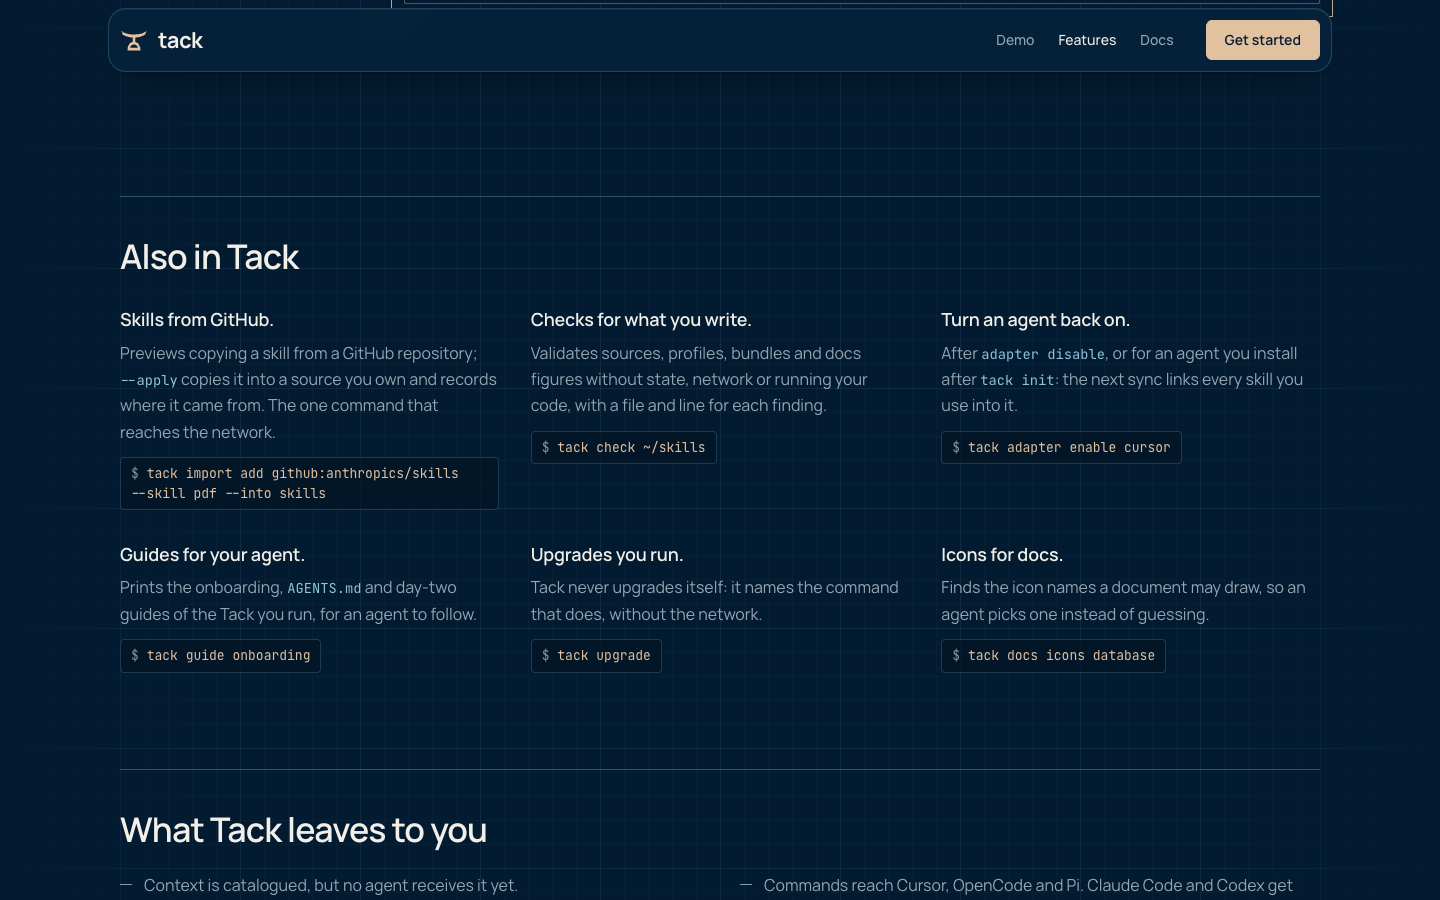 tack
Demo
Features
Docs
Get started
Also in Tack
Skills from GitHub.
Previews copying a skill from a GitHub repository;
--apply copies it into a source you own and records
where it came from. The one command that
reaches the network.
$ tack import add github:anthropics/skills
--skill pdf --into skills
Checks for what you write.
Validates sources, profiles, bundles and docs
figures without state, network or running your
code, with a file and line for each finding.
$ tack check ~/skills
Turn an agent back on.
After adapter disable, or for an agent you install
after tack init: the next sync links every skill you
use into it.
$ tack adapter enable cursor
Guides for your agent.
Prints the onboarding, AGENTS.md and day-two
guides of the Tack you run, for an agent to follow.
$ tack guide onboarding
Upgrades you run.
Tack never upgrades itself: it names the command
that does, without the network.
$ tack upgrade
Icons for docs.
Finds the icon names a document may draw, so an
agent picks one instead of guessing.
$ tack docs icons database
What Tack leaves to you
— Context is catalogued, but no agent receives it yet.
— Commands reach Cursor, OpenCode and Pi. Claude Code and Codex get